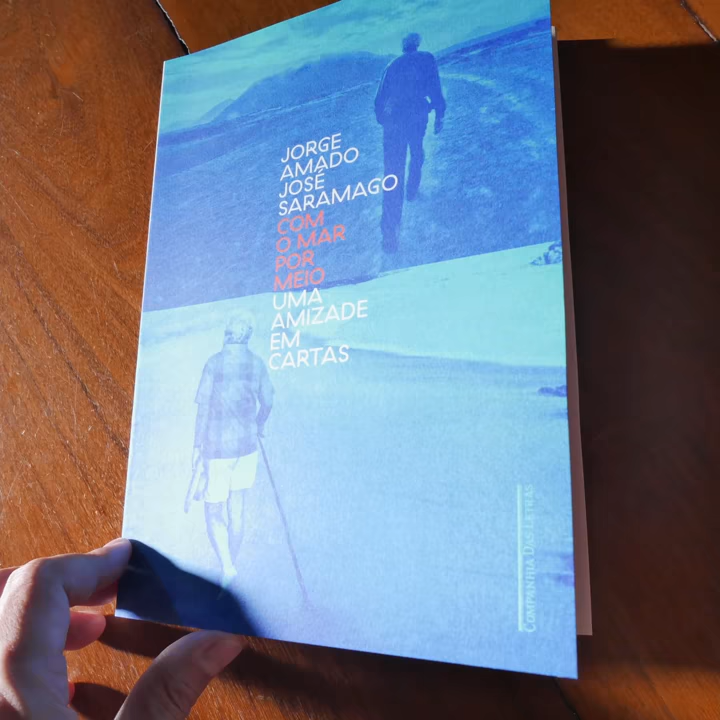 JORGE
AMADO
JOSÉ
SARAMAGO
COM
O MAR
POR
MEIO
UMA
AMIZADE
EM
CARTAS
COMPANHIA DAS LETRAS